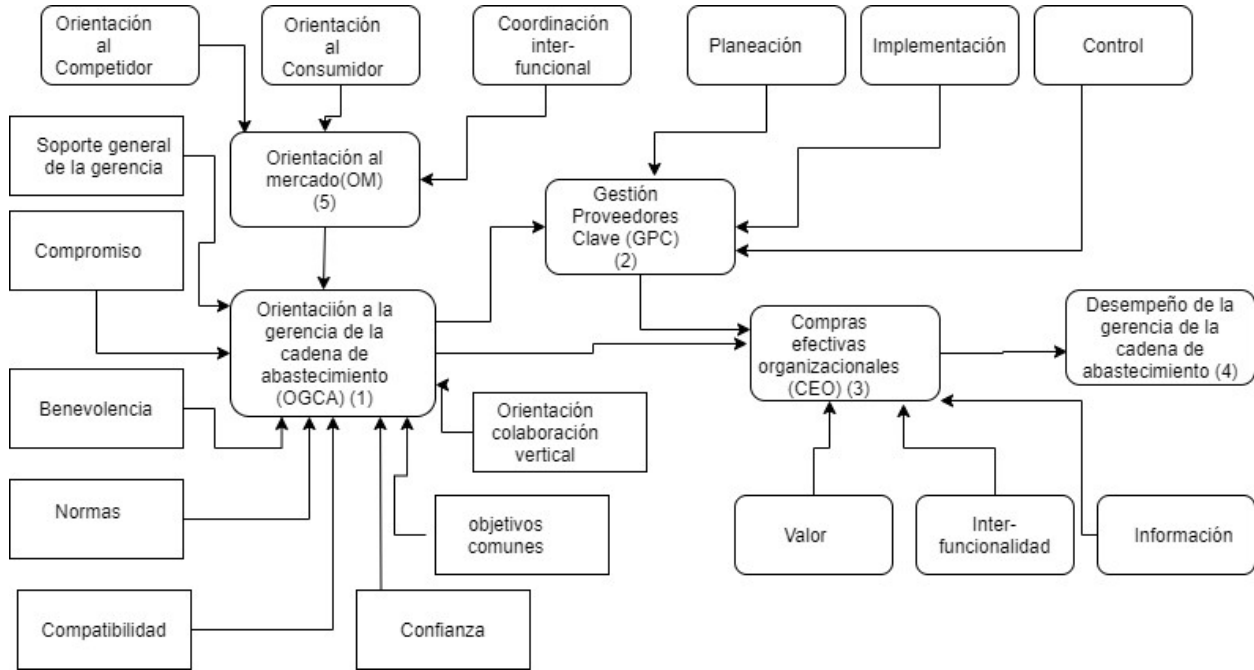 Orientación
al
Competidor
Orientación
al
Consumidor
Coordinación
inter-
funcional
Planeación
Implementación
Control
Soporte general
de la gerencia
Orientación al
mercado(OM)
(5)
Gestión
Proveedores
Clave (GPC)
(2)
Compromiso
Orientaciión a la
gerencia de la
cadena de
abastecimiento
(OGCA) (1)
Compras
efectivas
organizacionales
(CEO) (3)
Desempeño de la
gerencia de la
cadena de
abastecimiento (4)
Benevolencia
Orientación
colaboración
vertical
Normas
objetivos
comunes
Valor
Inter-
funcionalidad
Información
Compatibilidad
Confianza